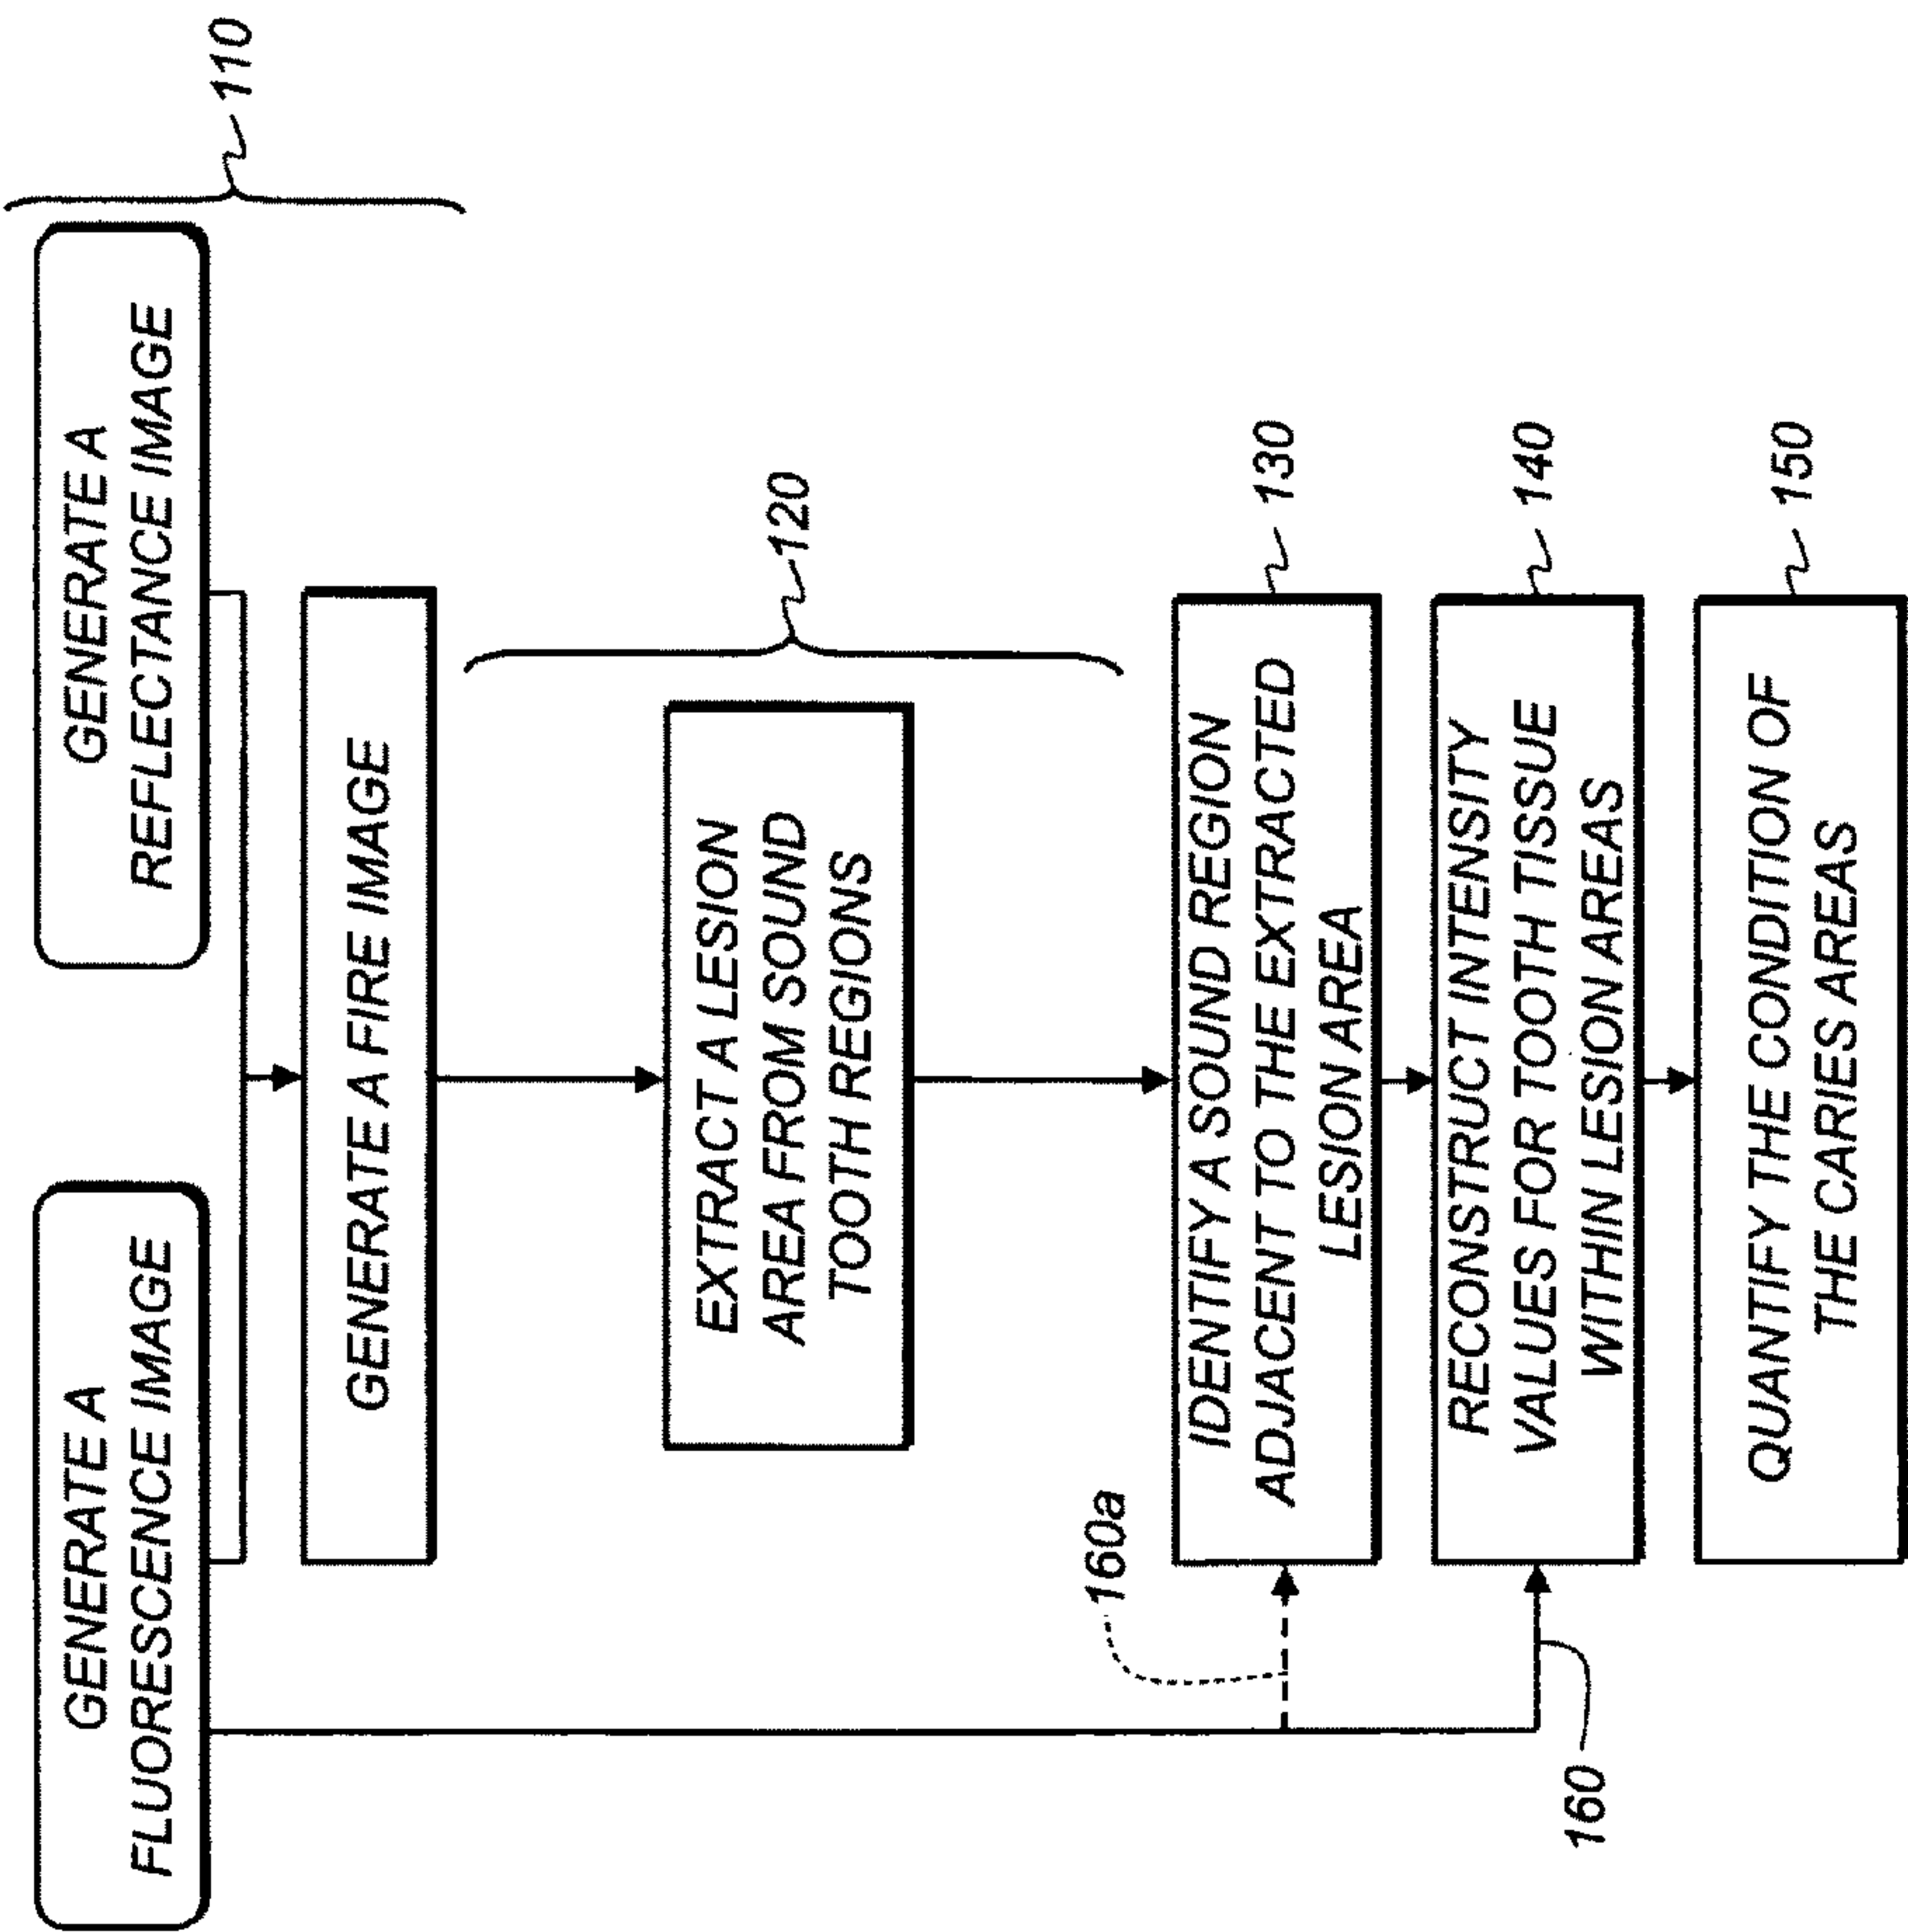 GENERATE A
FLUORESCENCE IMAGE
GENERATE A
REFLECTANCE IMAGE
110
GENERATE A FIRE IMAGE
EXTRACT A LESION
AREA FROM SOUND
TOOTH REGIONS
120
160a
IDENTIFY A SOUND REGION
ADJACENT TO THE EXTRACTED
LESION AREA
130
160
RECONSTRUCT INTENSITY
VALUES FOR TOOTH TISSUE
WITHIN LESION AREAS
140
QUANTIFY THE CONDITION OF
THE CARIES AREAS
150